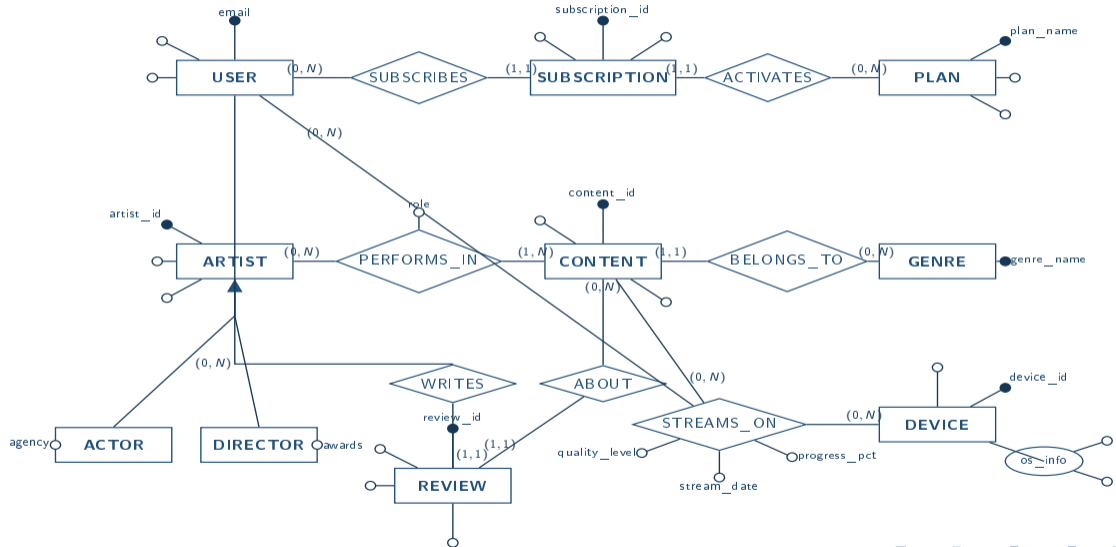 email
subscription_id
plan_name
USER
(0, N)
SUBSCRIBES
(1,1)
SUBSCRIPTION
(1,1)
ACTIVATES
(0, N)
PLAN
(0, N)
content_id
role
artist_id
ARTIST
(0, N)
PERFORMS_IN
(1, N)
CONTENT
(1,1)
BELONGS_TO
(0, N)
GENRE
genre_name
(0, N)
(0, N)
WRITES
ABOUT
(0, N)
device_id
review_id
(0, N)
STREAMS_ON
DEVICE
agency
ACTOR
DIRECTOR
awards
(1,1)
(1,1)
quality_level
progress_pct
os_info
REVIEW
stream_date